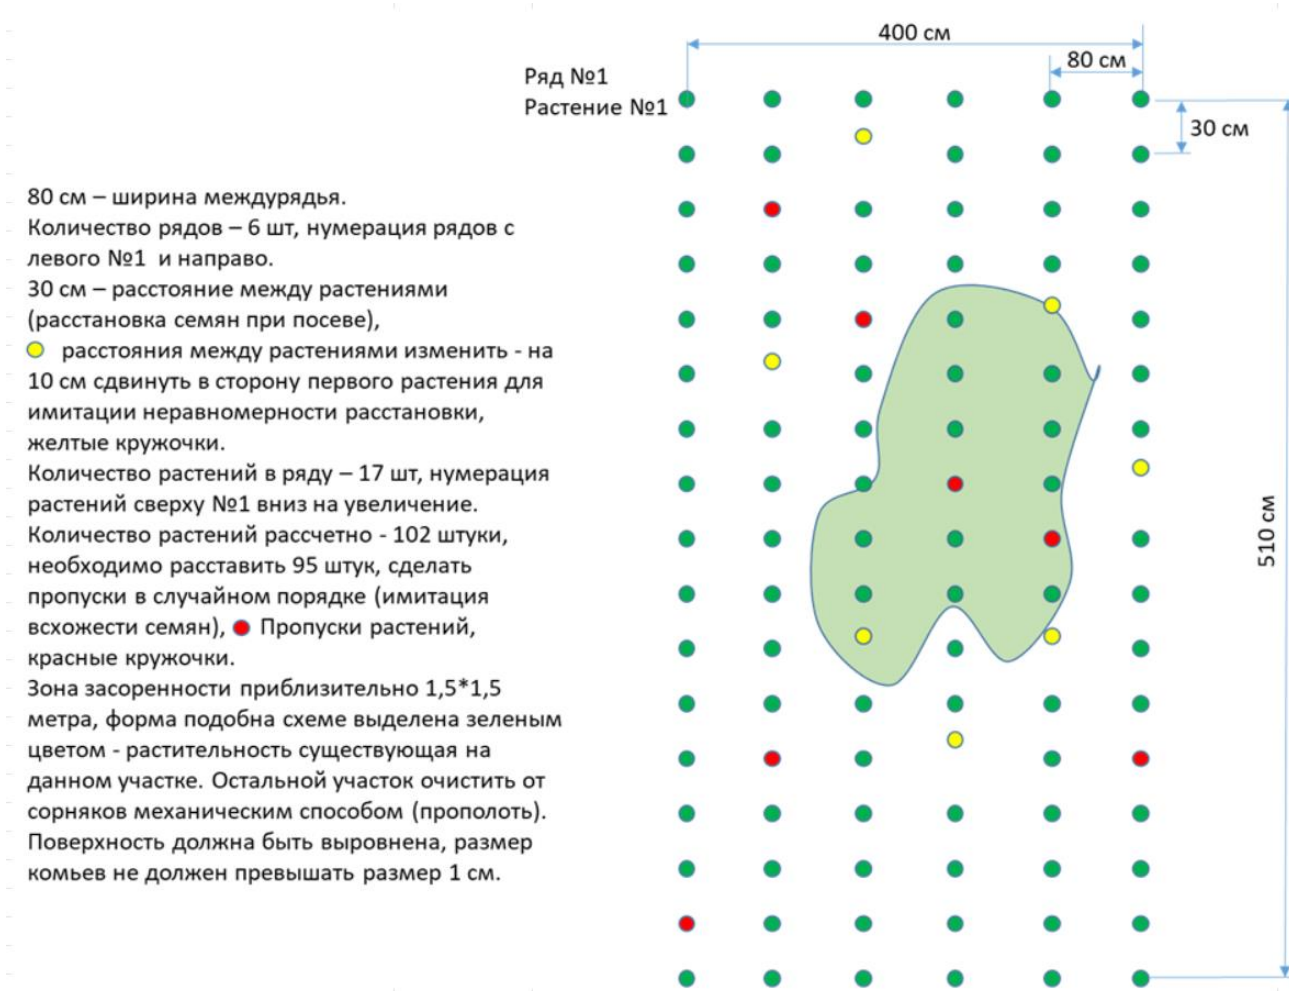 400 см
80 см
Ряд №1
Растение №1
30 см
80 см – ширина междурядья.
Количество рядов – 6 шт, нумерация рядов с
левого №1 и направо.
30 см – расстояние между растениями
(расстановка семян при посеве),
расстояния между растениями изменить - на
10 см сдвинуть в сторону первого растения для
имитации неравномерности расстановки,
желтые кружочки.
Количество растений в ряду – 17 шт, нумерация
растений сверху №1 вниз на увеличение.
Количество растений рассчетно - 102 штуки,
необходимо расставить 95 штук, сделать
пропуски в случайном порядке (имитация
всхожести семян), Пропуски растений,
красные кружочки.
Зона засоренности приблизительно 1,5*1,5
метра, форма подобна схеме выделена зеленым
цветом - растительность существующая на
данном участке. Остальной участок очистить от
сорняков механическим способом (прополоть).
Поверхность должна быть выровнена, размер
комьев не должен превышать размер 1 см.
510 см